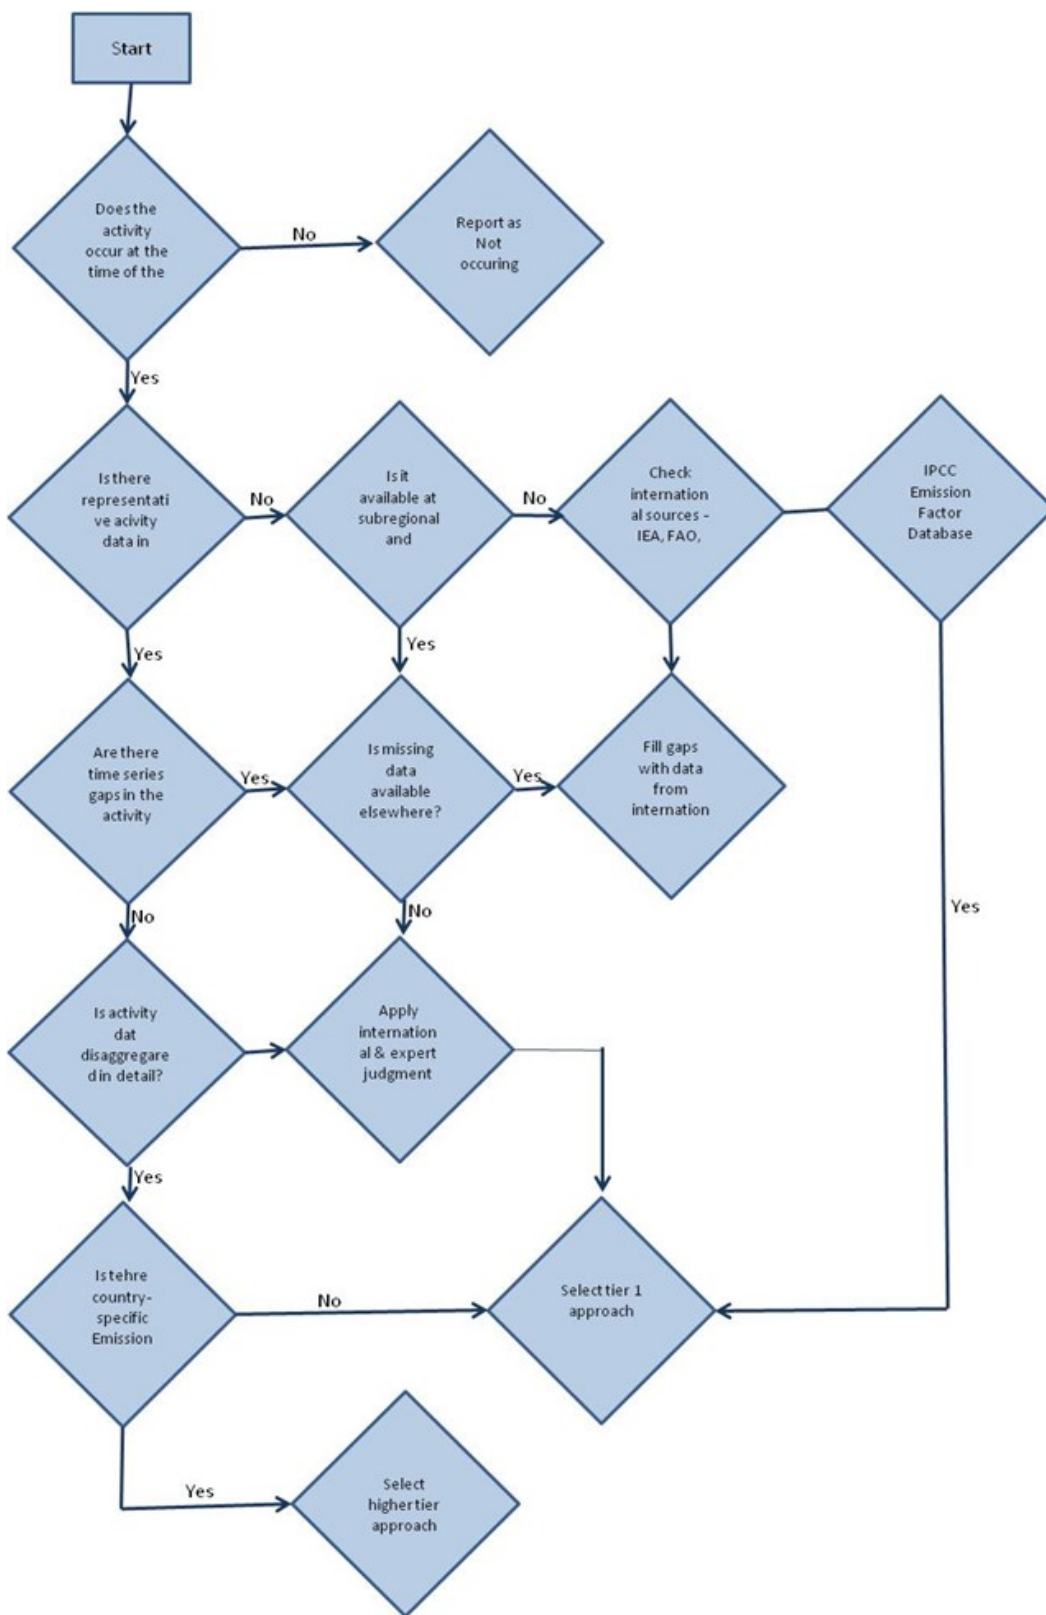 Start
Does the
activity
occur at the
time of the
No
Report as
Not
occuring
Yes
Is there
representati
ve acivity
data in
No
Is it
available at
subregional
and
No
Check
internation
al sources -
IEA, FAO,
IPCC
Emission
Factor
Database
Yes
Yes
Are there
time series
gaps in the
activity
Yes
Is missing
data
available
elsewhere?
Yes
Fill gaps
with data
from
internation
Yes
No
No
Is activity
dat
disaggregare
d in detail?
Apply
internation
al & expert
judgment
Yes
Is tehre
country-
specific
Emission
No
Select tier 1
approach
Yes
Select
higher tier
approach